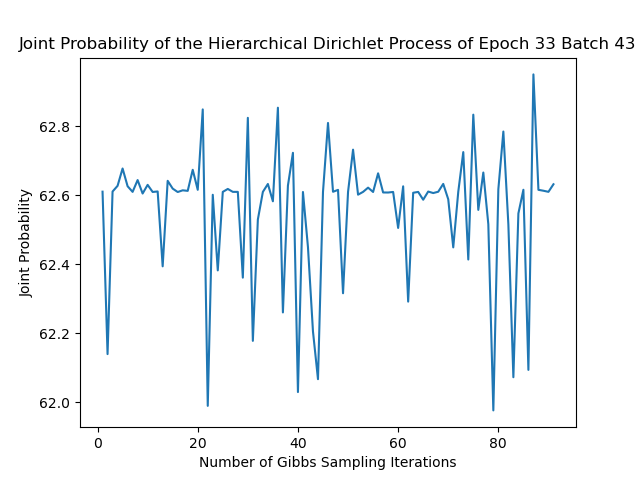 Joint Probability of the Hierarchical Dirichlet Process of Epoch 33 Batch 43
62.8
62.6
62.4
62.2
62.0
Joint Probability
0 20 40 60 80
Number of Gibbs Sampling Iterations